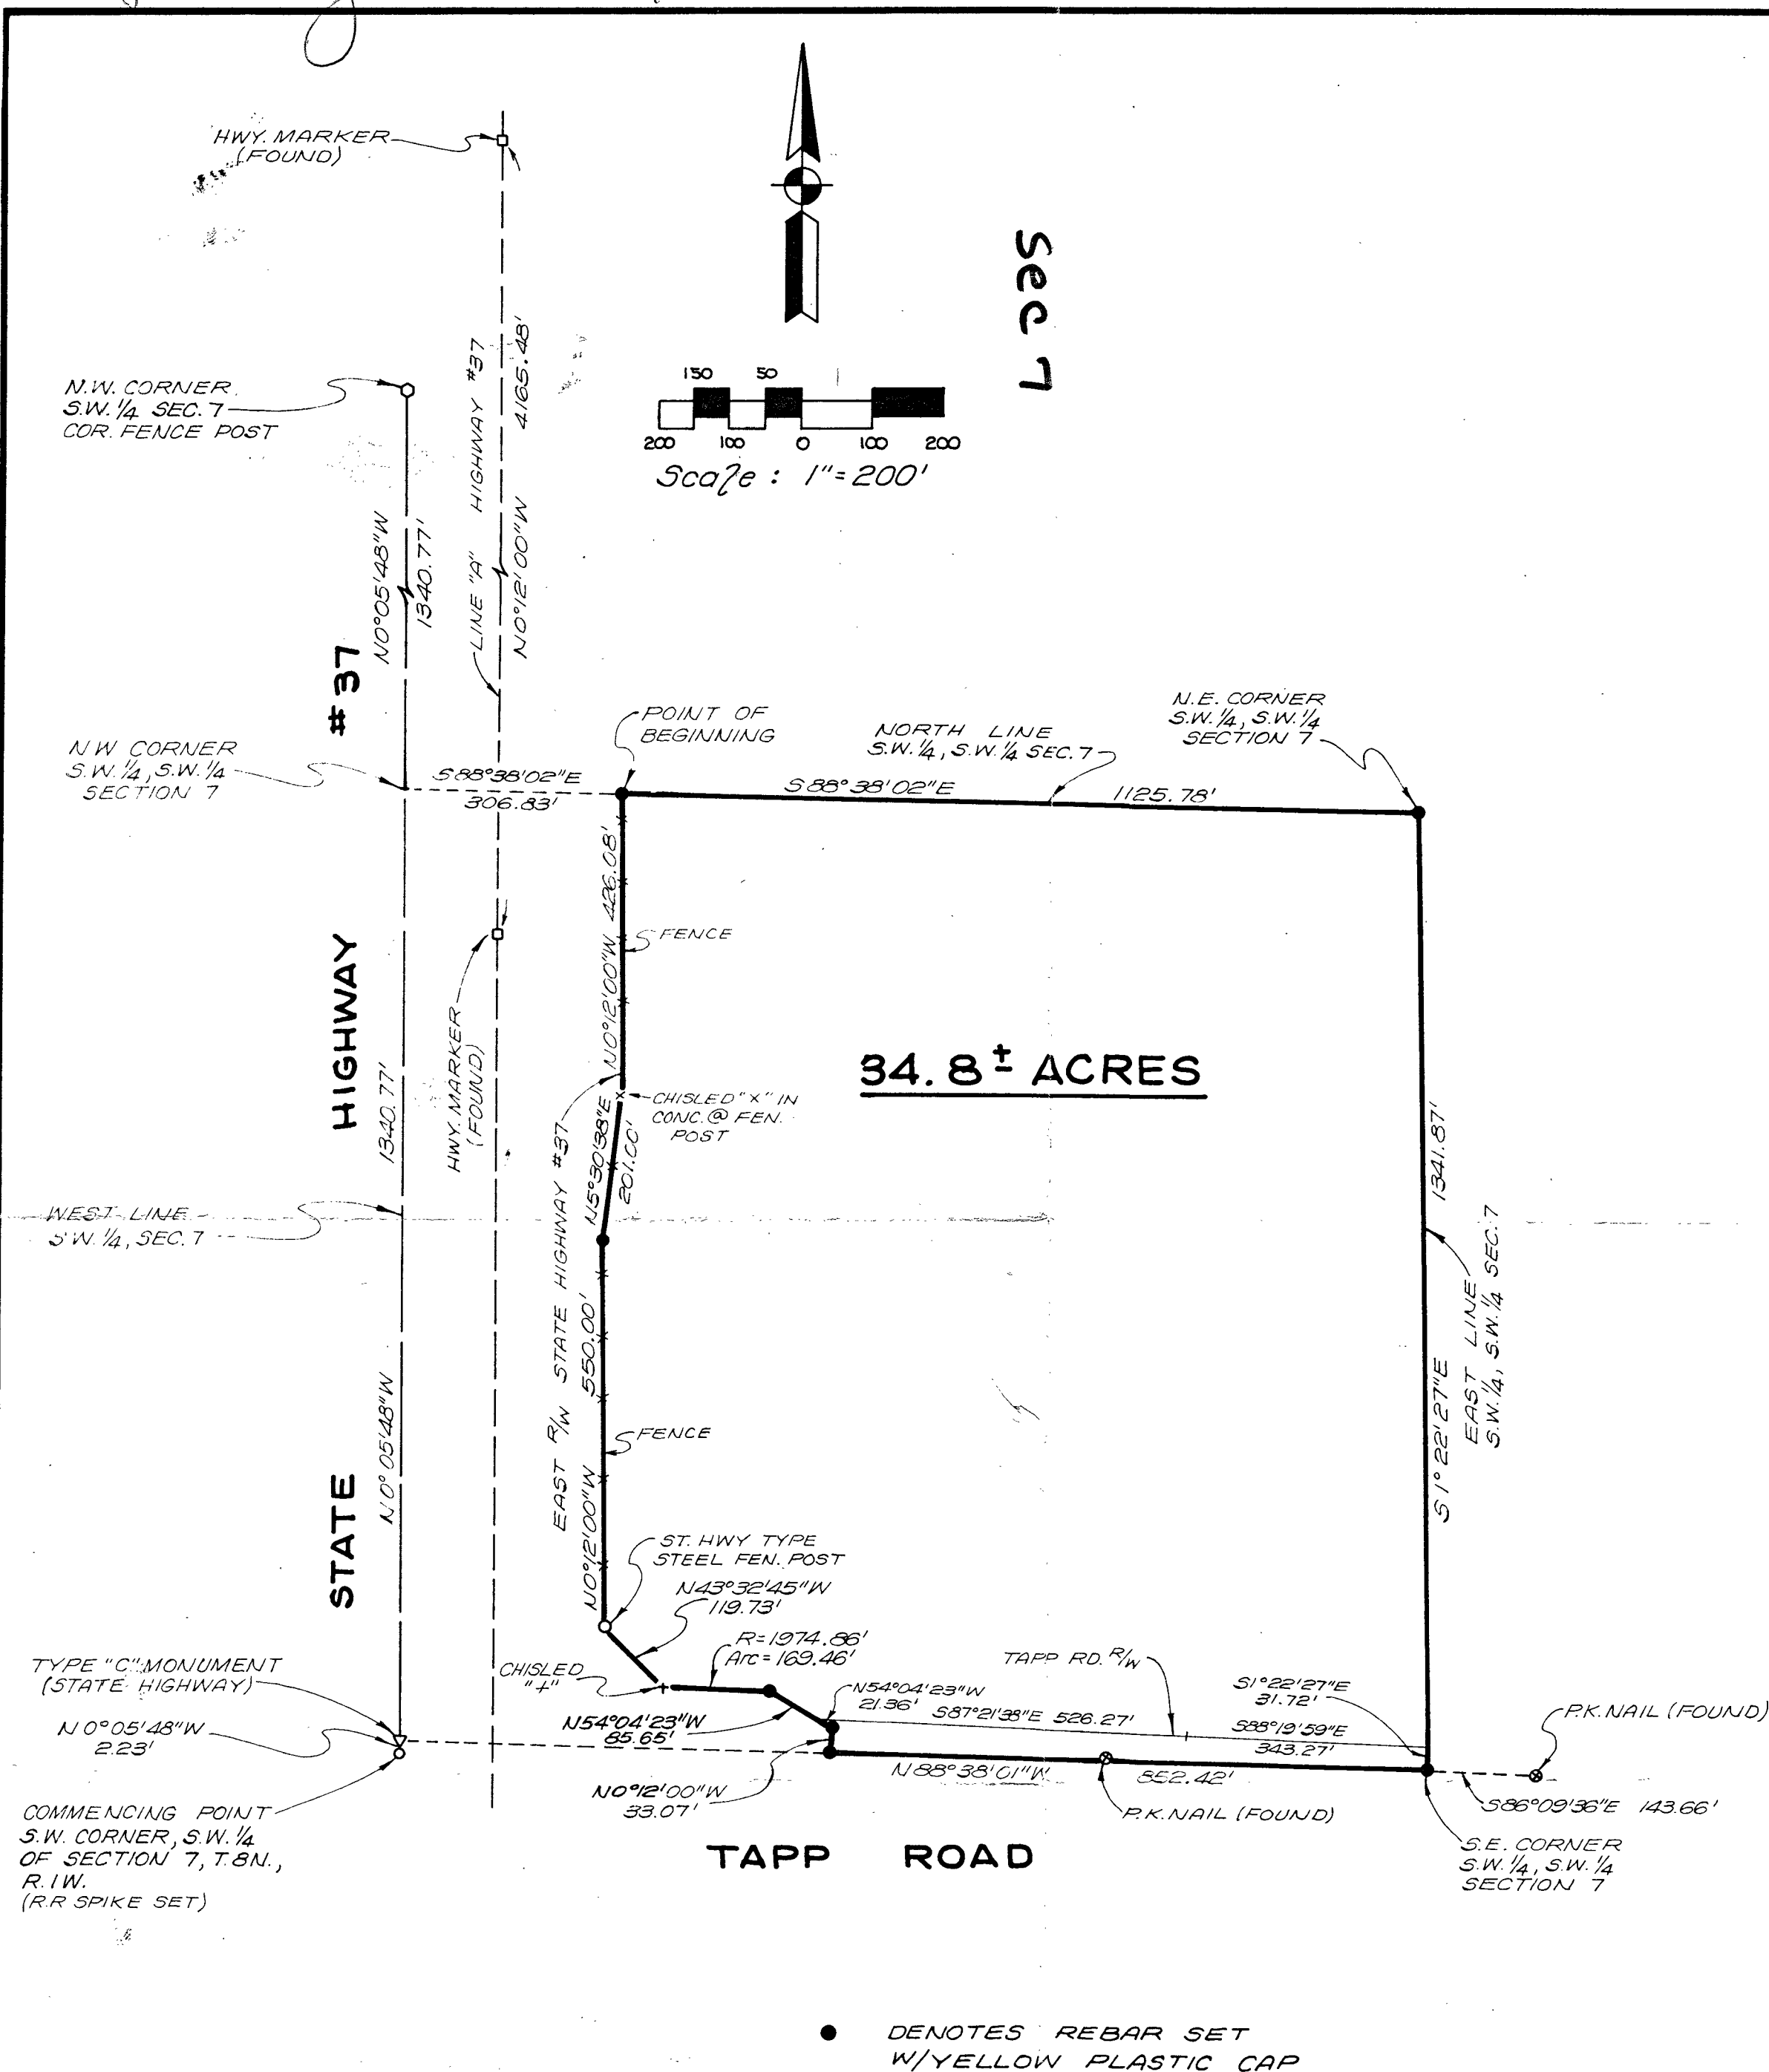 HWY. MARKER
(FOUND)
Sec 7
N.W. CORNER
S.W. 1/4 SEC. 7
COR. FENCE POST
150 50
200 100 0 100 200
Scale : 1"=200'
N0°05'48"W
1340.77'
LINE "A" HIGHWAY #37
N0°12'00"W 4165.48'
STATE HIGHWAY #37
POINT OF
BEGINNING
NORTH LINE
S.W. 1/4, S.W. 1/4 SEC. 7
N.E. CORNER
S.W. 1/4, S.W. 1/4
SECTION 7
NW CORNER
S.W. 1/4, S.W. 1/4
SECTION 7
S88°38'02"E
306.83'
S88°38'02"E 1125.78'
N0°12'00"W 426.08'
FENCE
HWY. MARKER
(FOUND)
34.8± ACRES
CHISLED "X" IN
CONC. @ FEN.
POST
N5°30'38"E
201.00'
1340.77'
N0°05'48"W
WEST LINE
S.W. 1/4, SEC. 7
EAST R/W STATE HIGHWAY #37
N0°12'00"W 550.00'
FENCE
S1°22'27"E 1341.87'
EAST LINE
S.W. 1/4, S.W. 1/4 SEC. 7
ST. HWY TYPE
STEEL FEN. POST
N43°32'45"W
119.73'
R=1974.86'
Arc=169.46'
CHISLED
"+"
TYPE "C" MONUMENT
(STATE HIGHWAY)
N0°05'48"W
2.23'
N54°04'23"W
85.65'
N54°04'23"W
21.36'
TAPP RD. R/W
S87°21'38"E 526.27'
S1°22'27"E
31.72'
S88°19'59"E
343.27'
P.K. NAIL (FOUND)
N0°12'00"W
33.07'
N88°38'01"W 852.42'
P.K. NAIL (FOUND)
S86°09'36"E 143.66'
COMMENCING POINT
S.W. CORNER, S.W. 1/4
OF SECTION 7, T.8N.,
R.1W.
(R.R SPIKE SET)
TAPP ROAD
S.E. CORNER
S.W. 1/4, S.W. 1/4
SECTION 7
DENOTES REBAR SET
W/YELLOW PLASTIC CAP